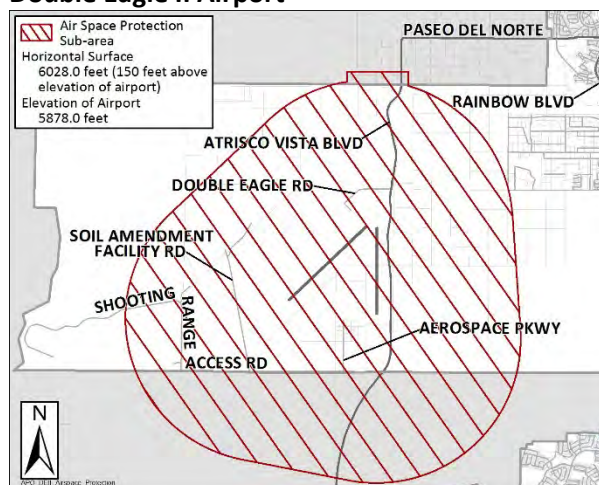 Double Eagle II Airport
Air Space Protection
Sub-area
Horizontal Surface
6028.0 feet (150 feet above
elevation of airport)
Elevation of Airport
5878.0 feet
PASEO DEL NORTE
RAINBOW BLVD
ATRISCO VISTA BLVD
DOUBLE EAGLE RD
SOIL AMENDMENT
FACILITY RD
SHOOTING
RANGE
ACCESS RD
AEROSPACE PKWY
N
APO_DEII_Airspace_Protection